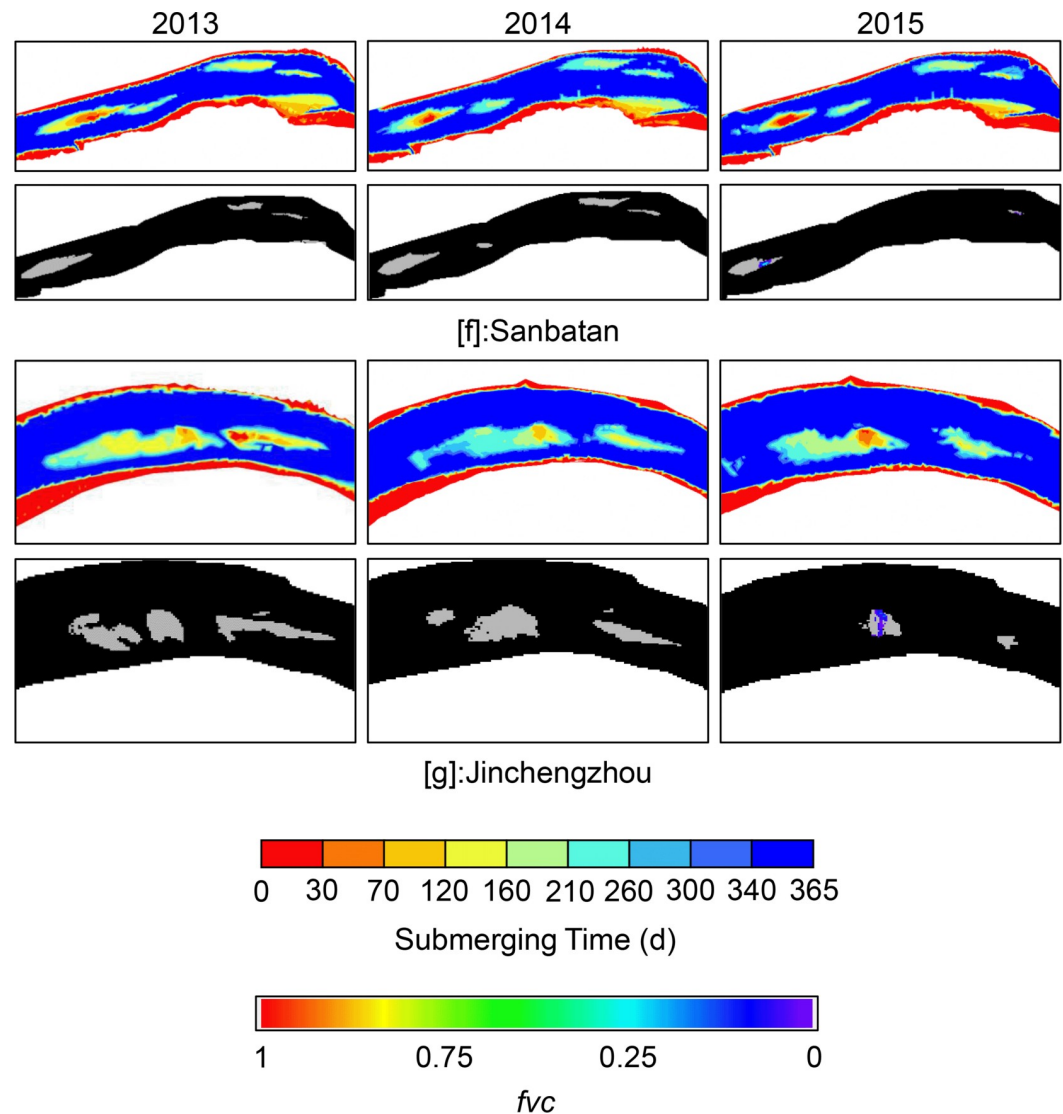 2013 2014 2015
[f]:Sanbatan
[g]:Jinchengzhou
0 30 70 120 160 210 260 300 340 365
Submerging Time (d)
1 0.75 0.25 0
fvc